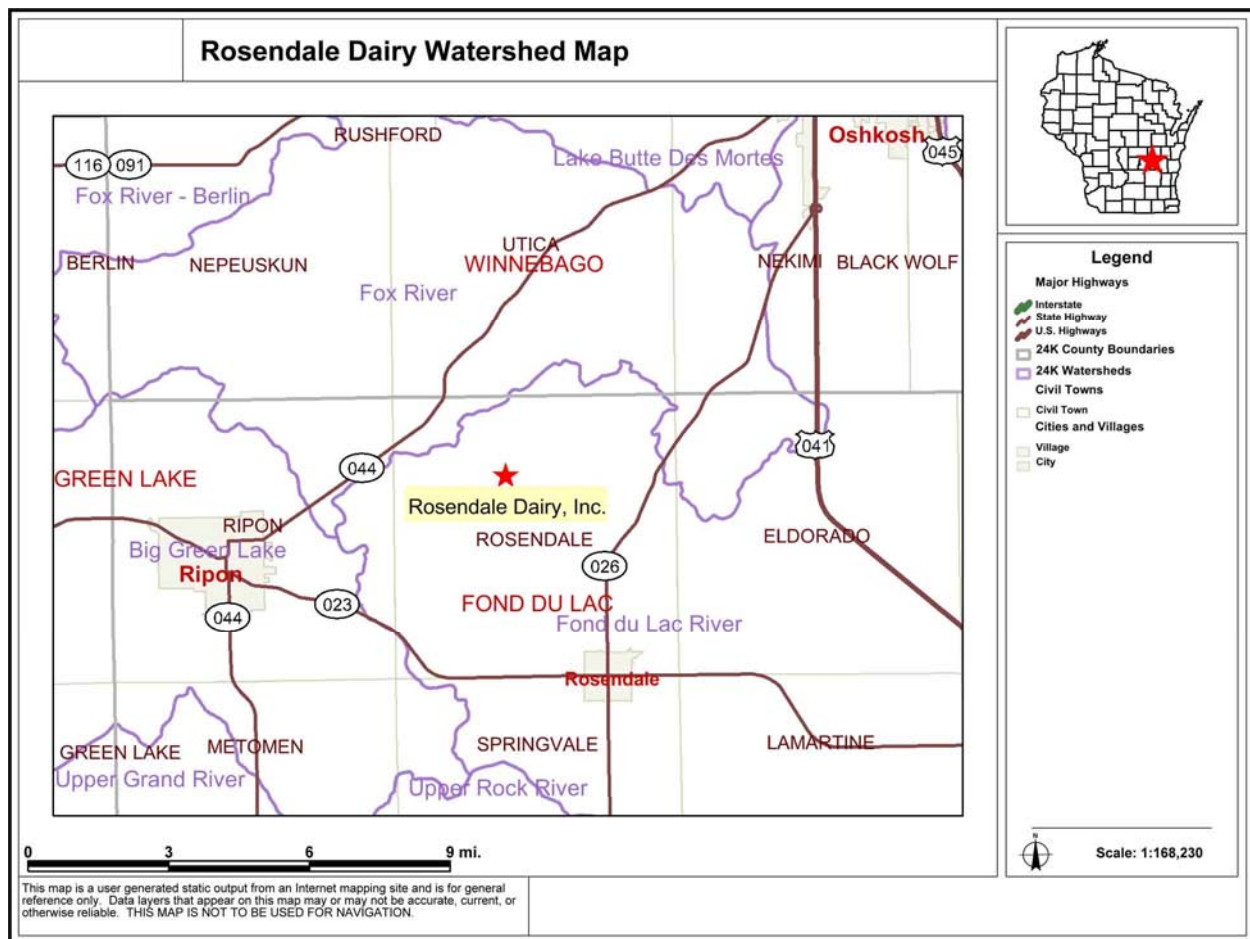 Rosendale Dairy Watershed Map
RUSHFORD
Oshkosh
116 091
Lake Butte Des Mortes
045
Fox River - Berlin
UTICA
BERLIN
NEPEUSKUN
WINNEBAGO
NEKIMI
BLACK WOLF
Fox River
044
041
GREEN LAKE
Rosendale Dairy, Inc.
RIPON
ROSENDALE
ELDORADO
Big Green Lake
Ripon
026
023
FOND DU LAC
044
Fond du Lac River
Rosendale
GREEN LAKE
METOMEN
SPRINGVALE
LAMARTINE
Upper Grand River
Upper Rock River
0 3 6 9 mi.
This map is a user generated static output from an Internet mapping site and is for general
reference only. Data layers that appear on this map may or may not be accurate, current, or
otherwise reliable. THIS MAP IS NOT TO BE USED FOR NAVIGATION.
Legend
Major Highways
Interstate
State Highway
U.S. Highways
24K County Boundaries
24K Watersheds
Civil Towns
Civil Town
Cities and Villages
Village
City
N
Scale: 1:168,230